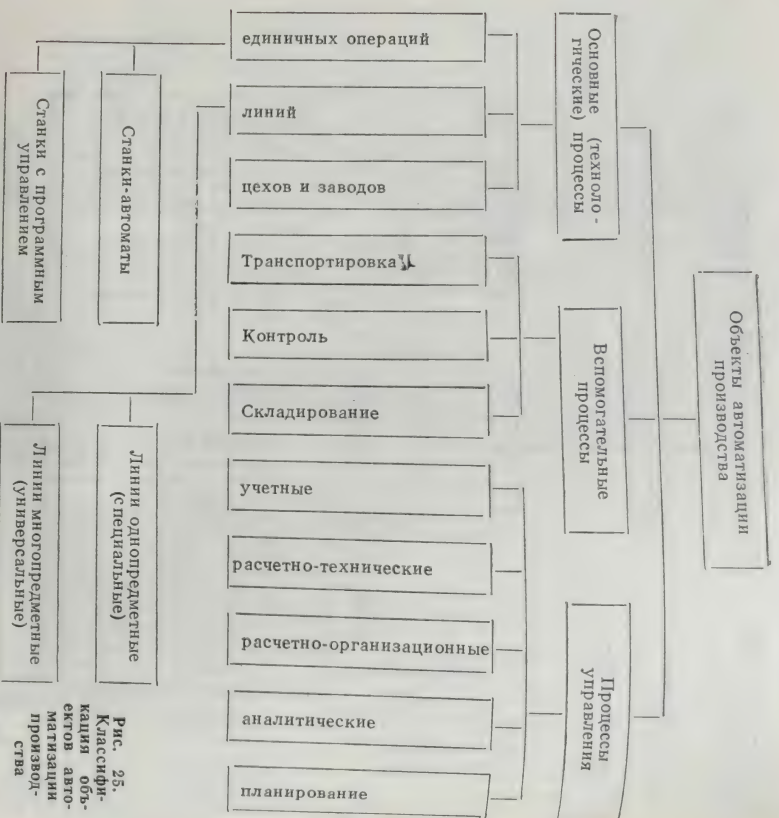 Объекты автоматизации
производства
Основные (техноло-
гические) процессы
Вспомогательные
процессы
Процессы
управления
единичных операций
линий
цехов и заводов
Транспортировка
Контроль
Складирование
учетные
расчетно-технические
расчетно-организационные
аналитические
планирование
Станки-автоматы
Станки с программным
управлением
Линии однопредметные
(специальные)
Линии многопредметные
(универсальные)
Рис. 25.
Классифи-
кация объ-
ектов авто-
матизации
производ-
ства